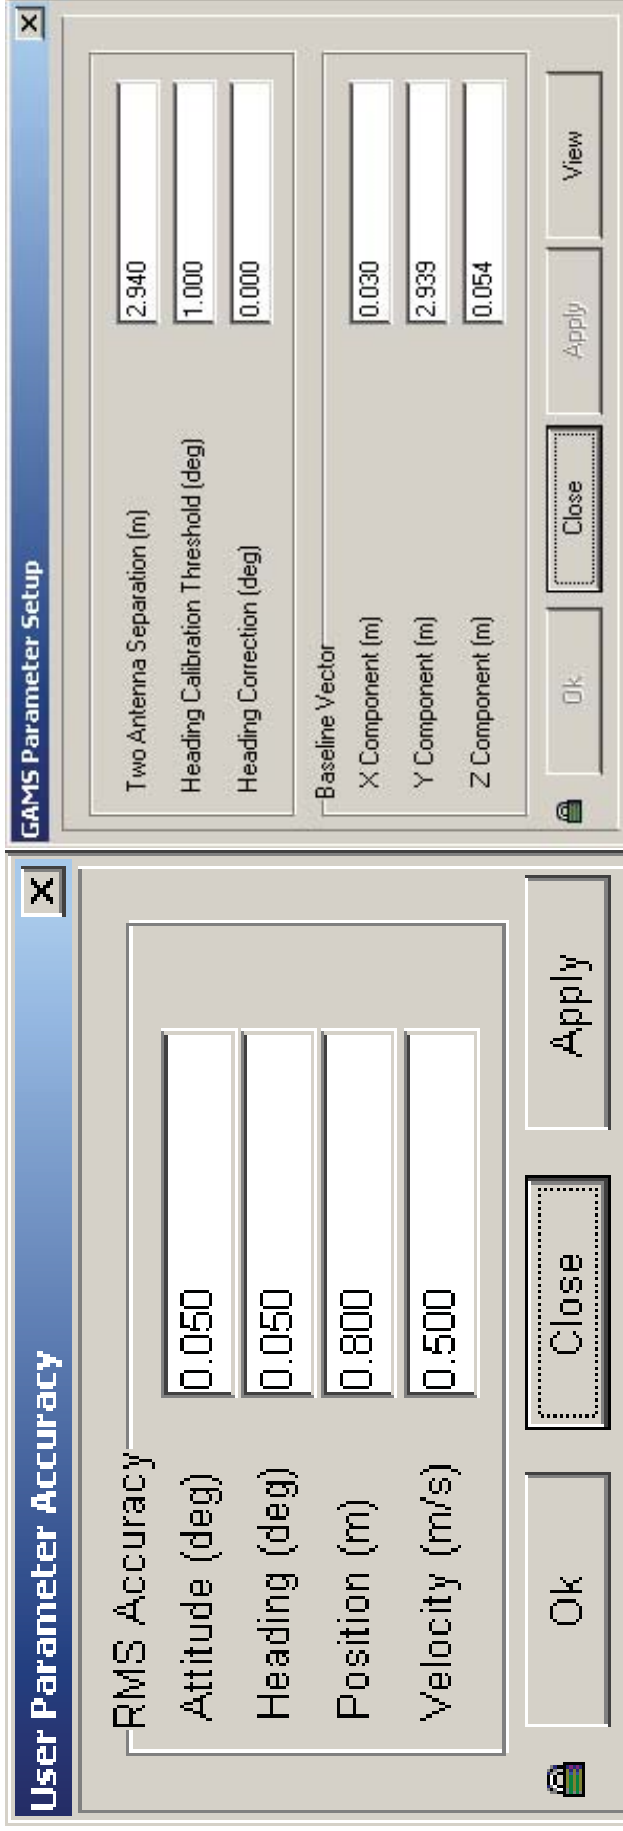 User Parameter Accuracy
RMS Accuracy
Attitude (deg) 0.050
Heading (deg) 0.050
Position (m) 0.800
Velocity (m/s) 0.500
Ok Close Apply
GAMS Parameter Setup
Two Antenna Separation (m) 2.940
Heading Calibration Threshold (deg) 1.000
Heading Correction (deg) 0.000
Baseline Vector
X Component (m) 0.030
Y Component (m) 2.939
Z Component (m) 0.054
Ok Close Apply View